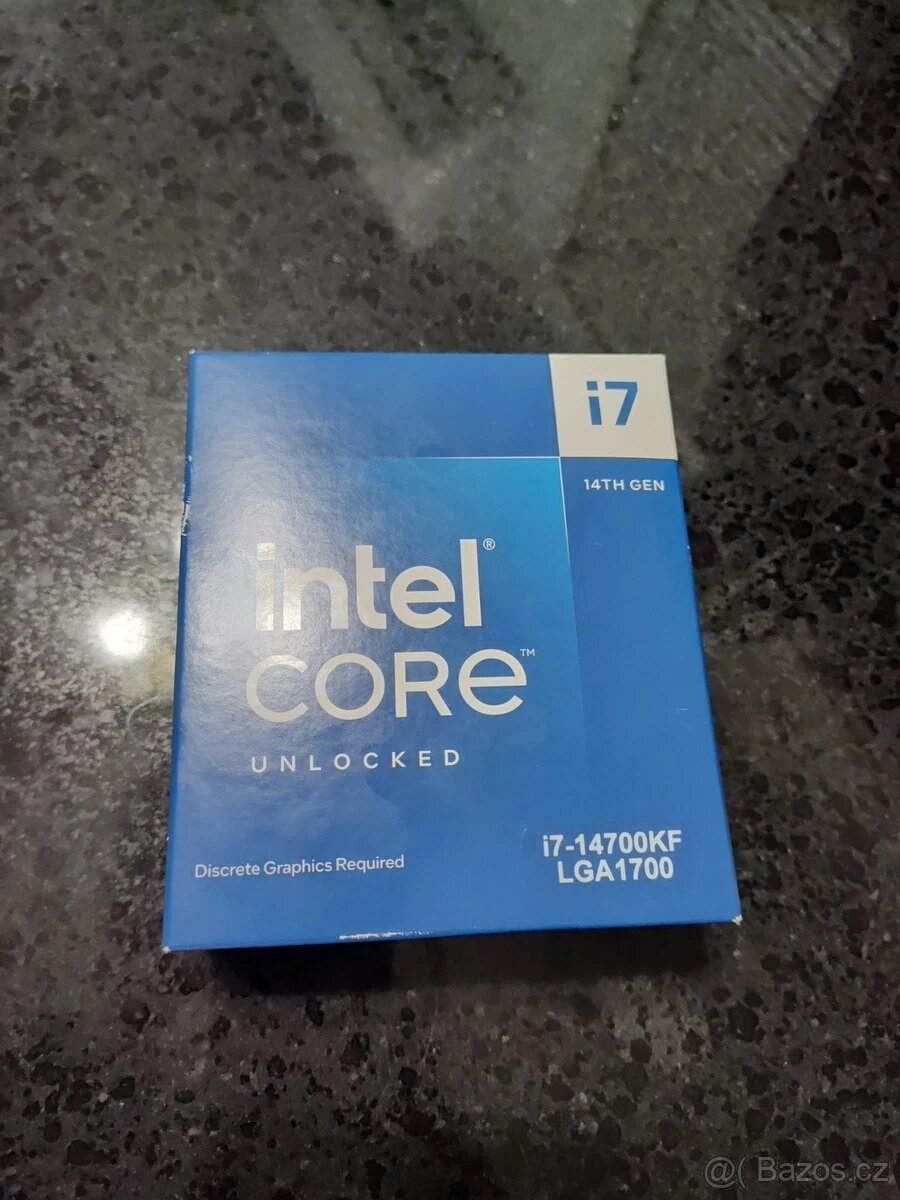 i7
14TH GEN
intel®
CORE™
UNLOCKED
Discrete Graphics Required
i7-14700KF
LGA1700
@( Bazos.cz